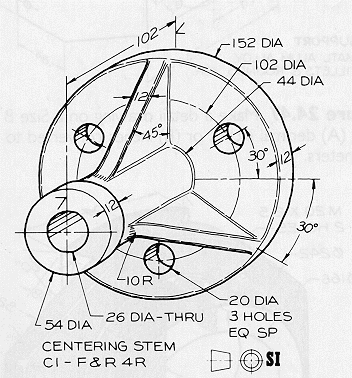 102
152 DIA
102 DIA
44 DIA
12
45°
30°
12
30°
12
10R
20 DIA
3 HOLES
EQ SP
26 DIA-THRU
54 DIA
CENTERING STEM
CI - F & R 4R
SI